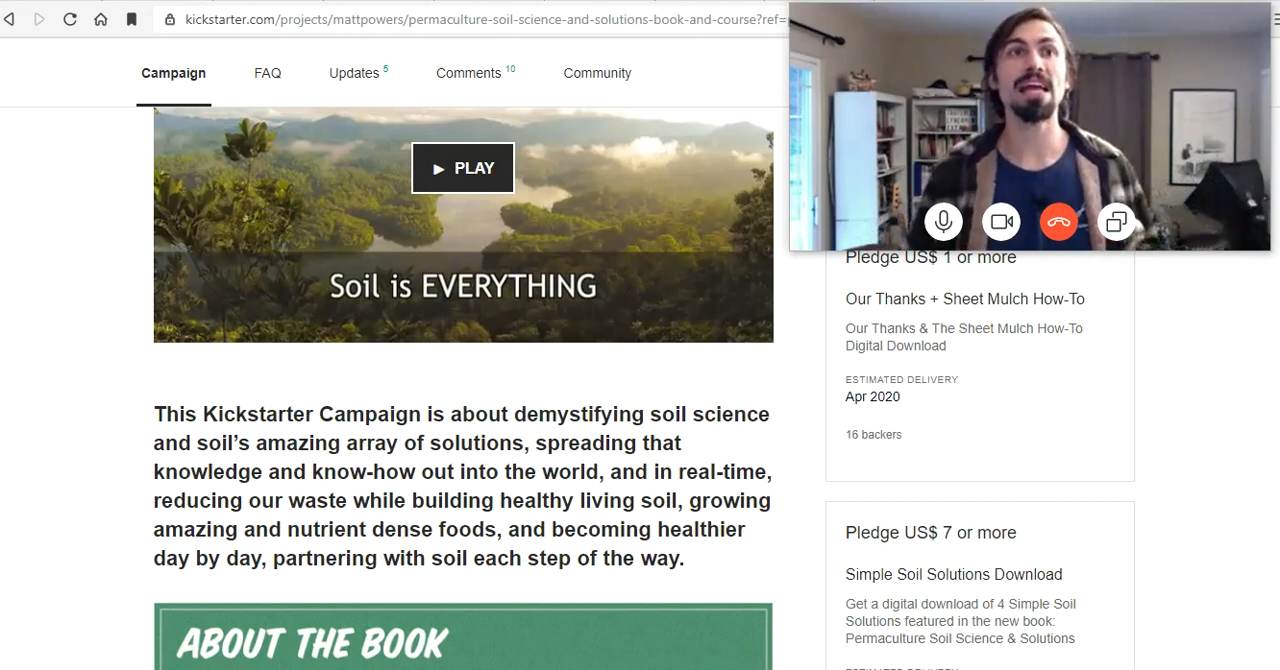 kickstarter.com/projects/mattpowers/permaculture-soil-science-and-solutions-book-and-course?ref=
Campaign FAQ Updates 5 Comments 10 Community
▶ PLAY
Soil is EVERYTHING
This Kickstarter Campaign is about demystifying soil science
and soil’s amazing array of solutions, spreading that
knowledge and know-how out into the world, and in real-time,
reducing our waste while building healthy living soil, growing
amazing and nutrient dense foods, and becoming healthier
day by day, partnering with soil each step of the way.
ABOUT THE BOOK
Pledge US$ 1 or more
Our Thanks + Sheet Mulch How-To
Our Thanks & The Sheet Mulch How-To
Digital Download
ESTIMATED DELIVERY
Apr 2020
16 backers
Pledge US$ 7 or more
Simple Soil Solutions Download
Get a digital download of 4 Simple Soil
Solutions featured in the new book:
Permaculture Soil Science & Solutions